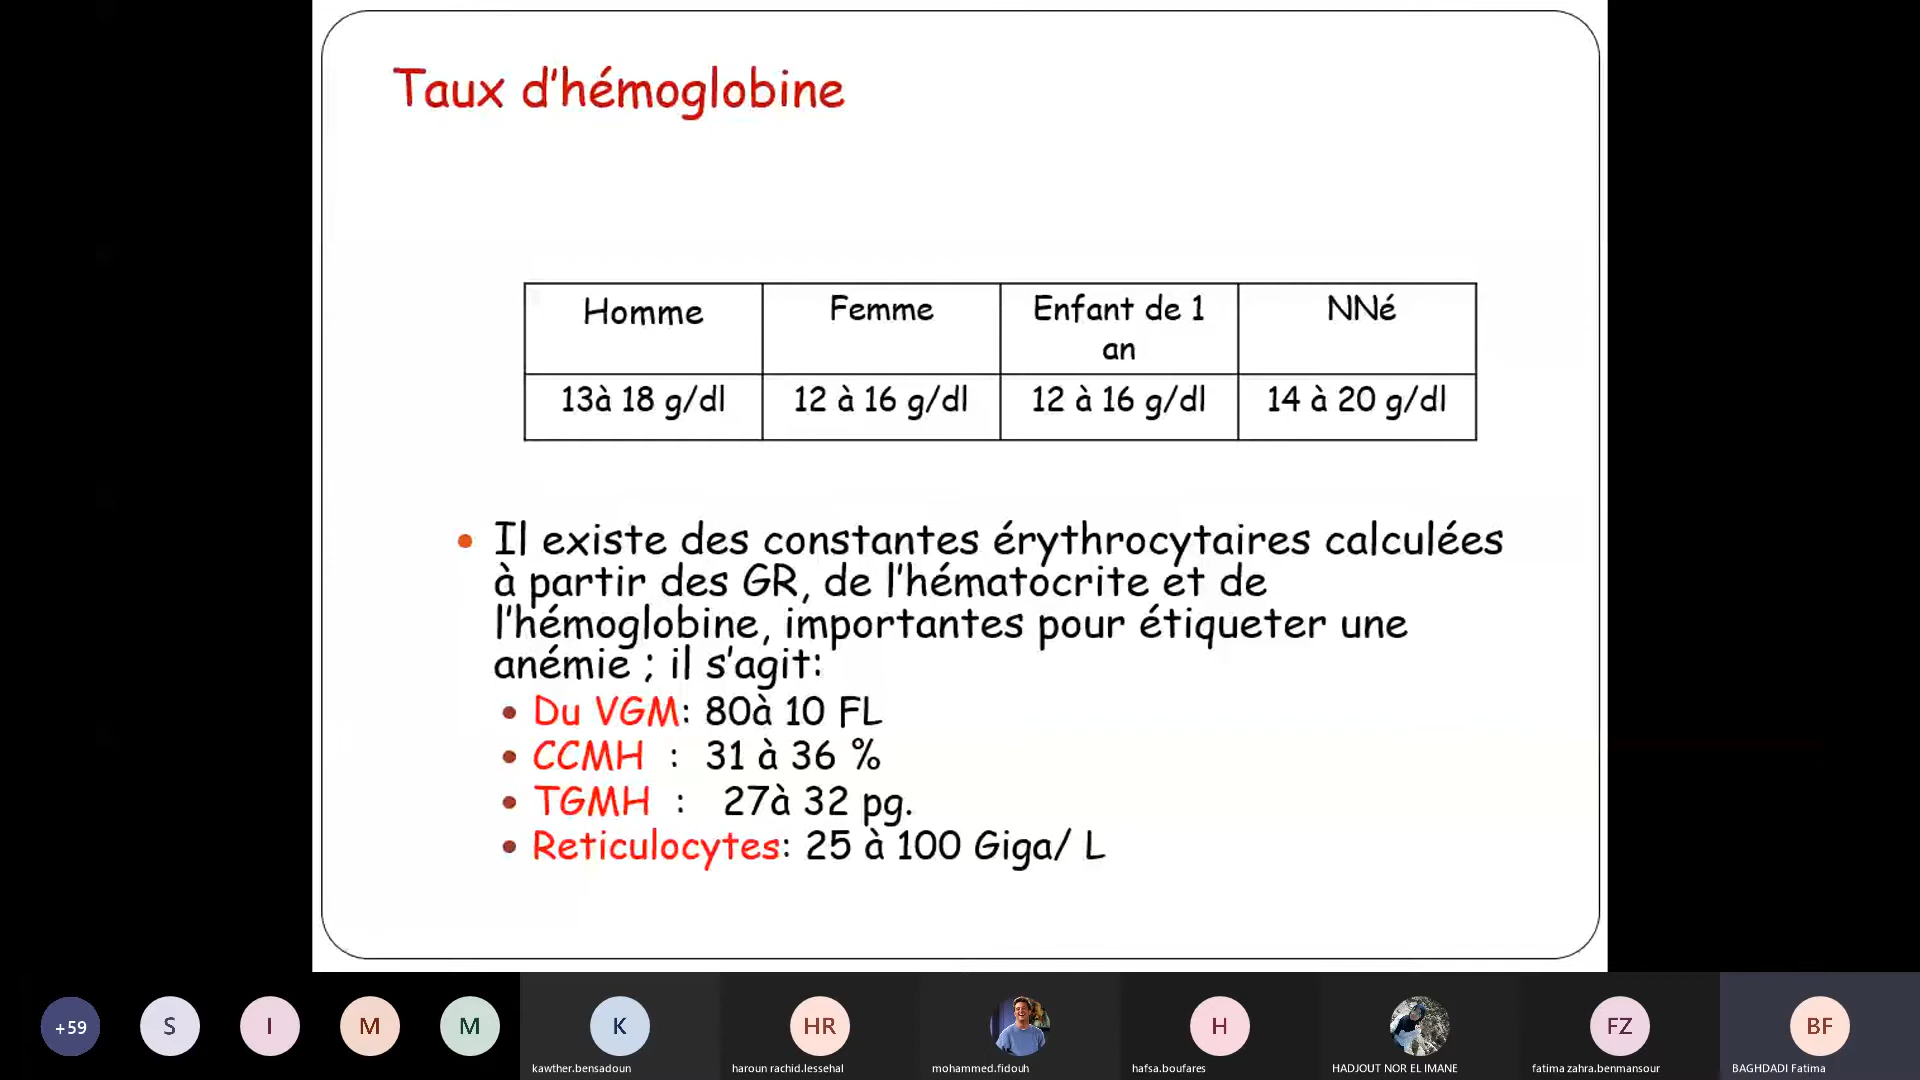 Taux d'hémoglobine
Homme
Femme
Enfant de 1
an
NNé
13à 18 g/dl
12 à 16 g/dl
12 à 16 g/dl
14 à 20 g/dl
Il existe des constantes érythrocytaires calculées
à partir des GR, de l'hématocrite et de
l'hémoglobine, importantes pour étiqueter une
anémie ; il s'agit:
Du VGM: 80à 10 FL
CCMH : 31 à 36 %
TGMH : 27à 32 pg.
Reticulocytes: 25 à 100 Giga/ L
+59
S
I
M
M
K
HR
H
FZ
BF
kawther.bensadoun
haroun rachid.lessehal
mohammed.fidouh
hafsa.boufares
HADJOUT NOR EL IMANE
fatima zahra.benmansour
BAGHDADI Fatima